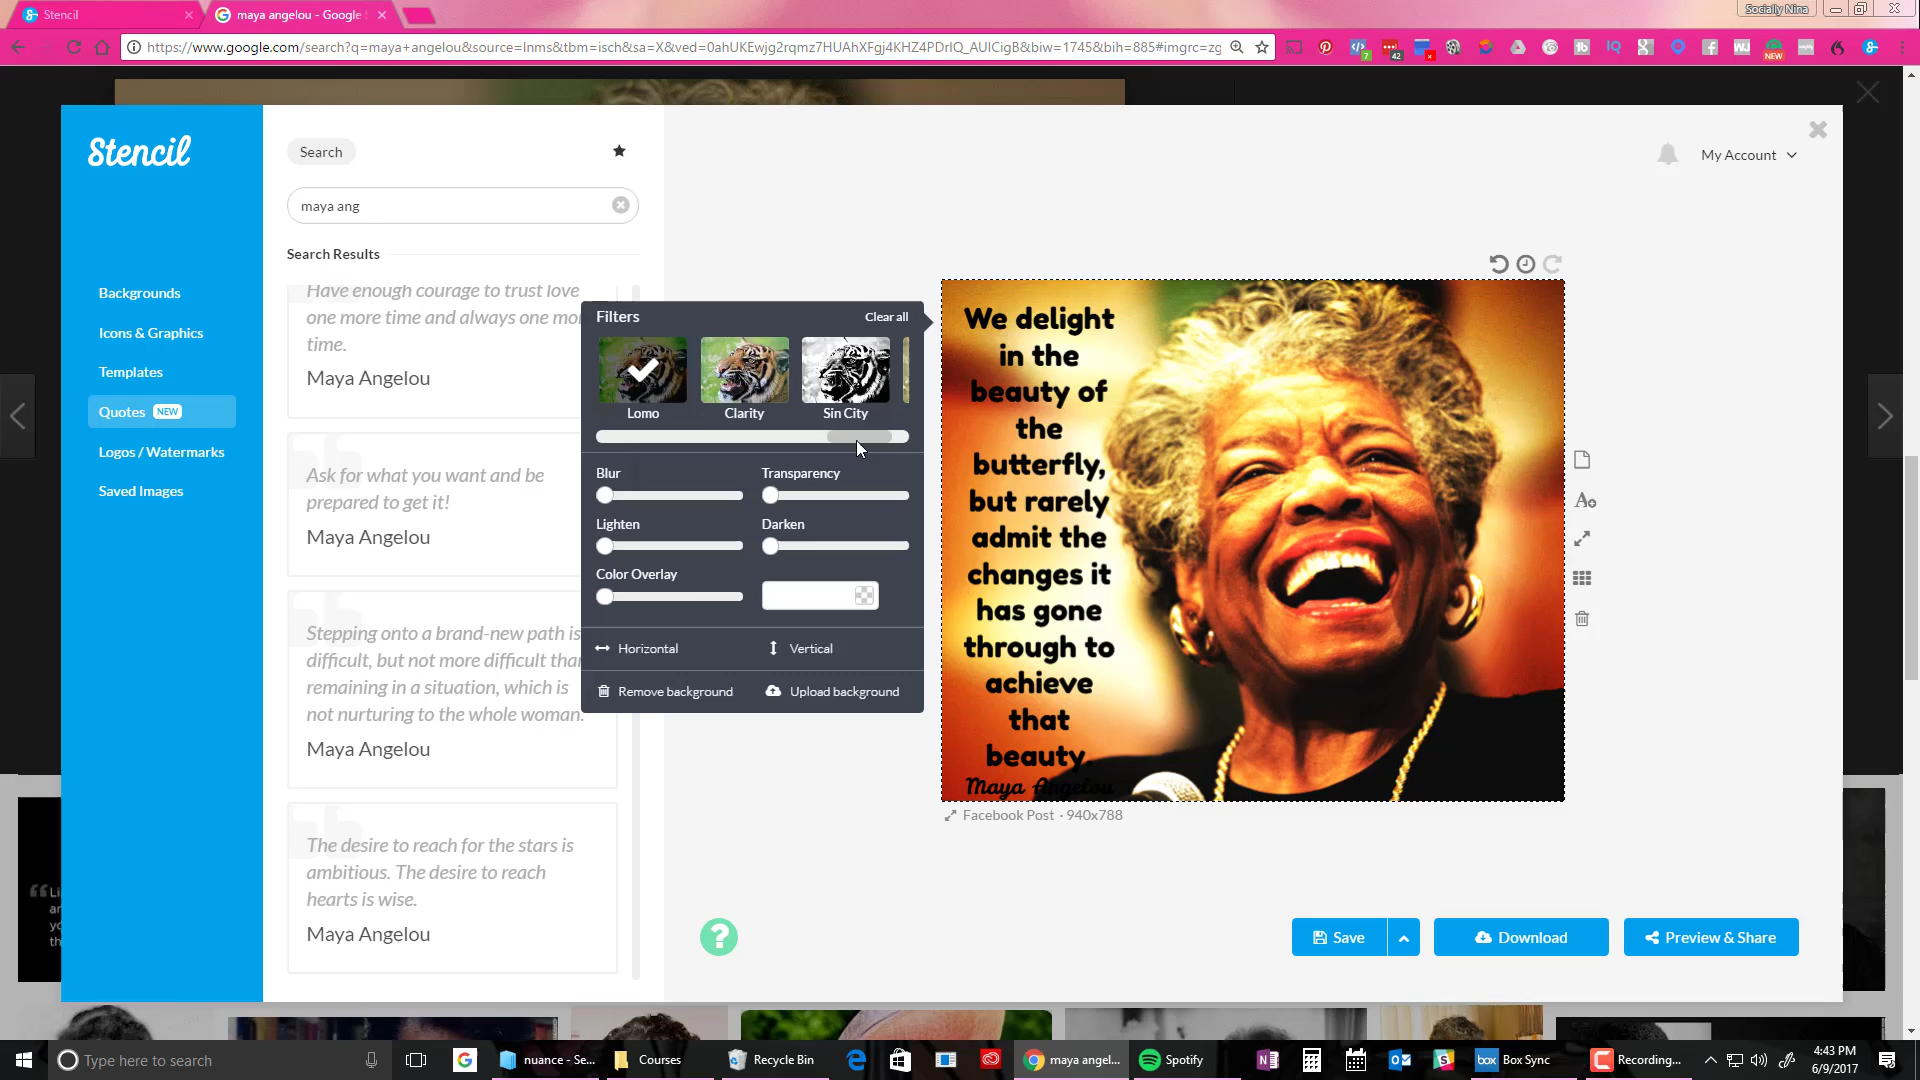 Stencil
maya angelou - Google
Socially Nina
https://www.google.com/search?q=maya+angelou&source=lnms&tbm=isch&sa=X&ved=0ahUKEwjg2rqmz7HUAhXFgj4KHZ4PDrIQ_AUICigB&biw=1745&bih=885#imgrc=zg
7
42
NEW
Stencil
Search
My Account
maya ang
Search Results
Backgrounds
Icons & Graphics
Templates
Quotes NEW
Logos / Watermarks
Saved Images
Have enough courage to trust love
one more time and always one mo
time.
Maya Angelou
Ask for what you want and be
prepared to get it!
Maya Angelou
Stepping onto a brand-new path is
difficult, but not more difficult than
remaining in a situation, which is
not nurturing to the whole woman.
Maya Angelou
The desire to reach for the stars is
ambitious. The desire to reach
hearts is wise.
Maya Angelou
Filters
Clear all
Lomo
Clarity
Sin City
Blur
Transparency
Lighten
Darken
Color Overlay
Horizontal
Vertical
Remove background
Upload background
We delight
in the
beauty of
the
butterfly,
but rarely
admit the
changes it
has gone
through to
achieve
that
beauty.
Maya Angelou
Facebook Post · 940x788
?
Save
Download
Preview & Share
Type here to search
nuance - Se...
Courses
Recycle Bin
maya angel...
Spotify
Box Sync
Recording...
4:43 PM
6/9/2017